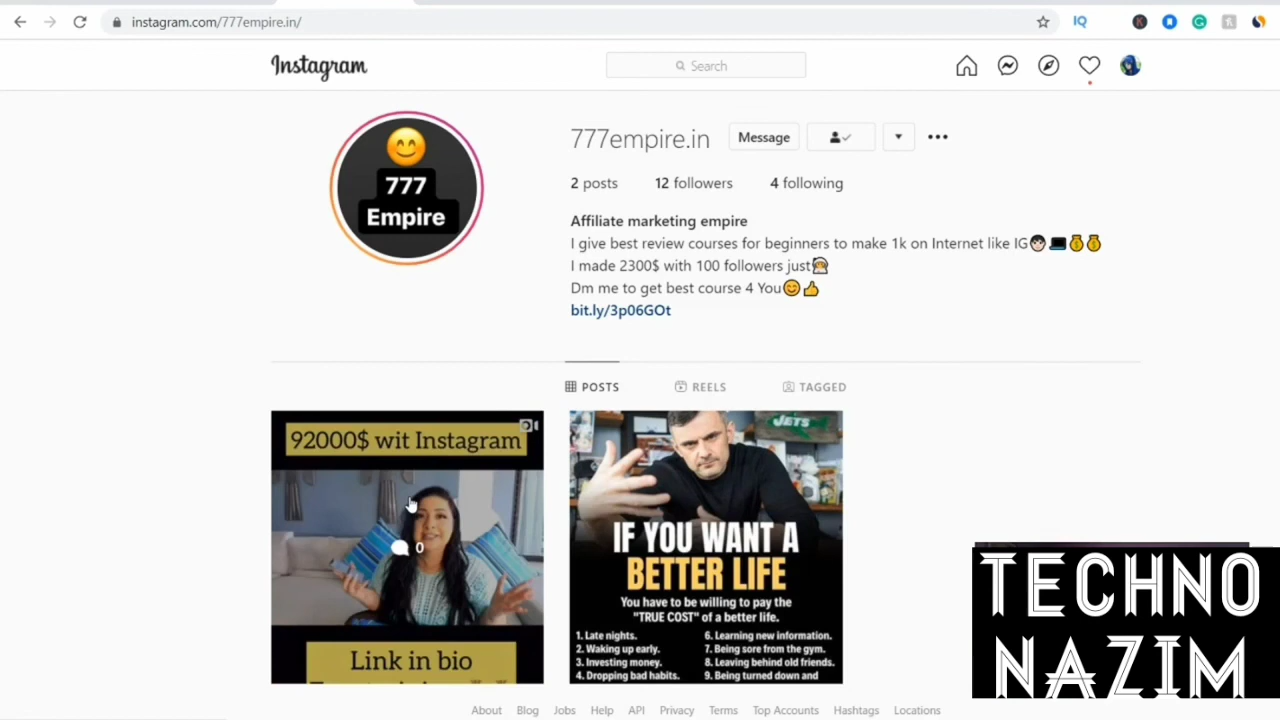 instagram.com/777empire.in/
IQ
Instagram
Search
777
Empire
777empire.in
Message
2 posts
12 followers
4 following
Affiliate marketing empire
I give best review courses for beginners to make 1k on Internet like IG
I made 2300$ with 100 followers just
Dm me to get best course 4 You
bit.ly/3p06GOt
POSTS
REELS
TAGGED
92000$ wit Instagram
0
Link in bio
JETS
IF YOU WANT A
BETTER LIFE
You have to be willing to pay the
"TRUE COST" of a better life.
1. Late nights.
2. Waking up early.
3. Investing money.
4. Dropping bad habits.
6. Learning new information.
7. Being sore from the gym.
8. Leaving behind old friends.
9. Being turned down and
TECHNO
NAZIM
About
Blog
Jobs
Help
API
Privacy
Terms
Top Accounts
Hashtags
Locations